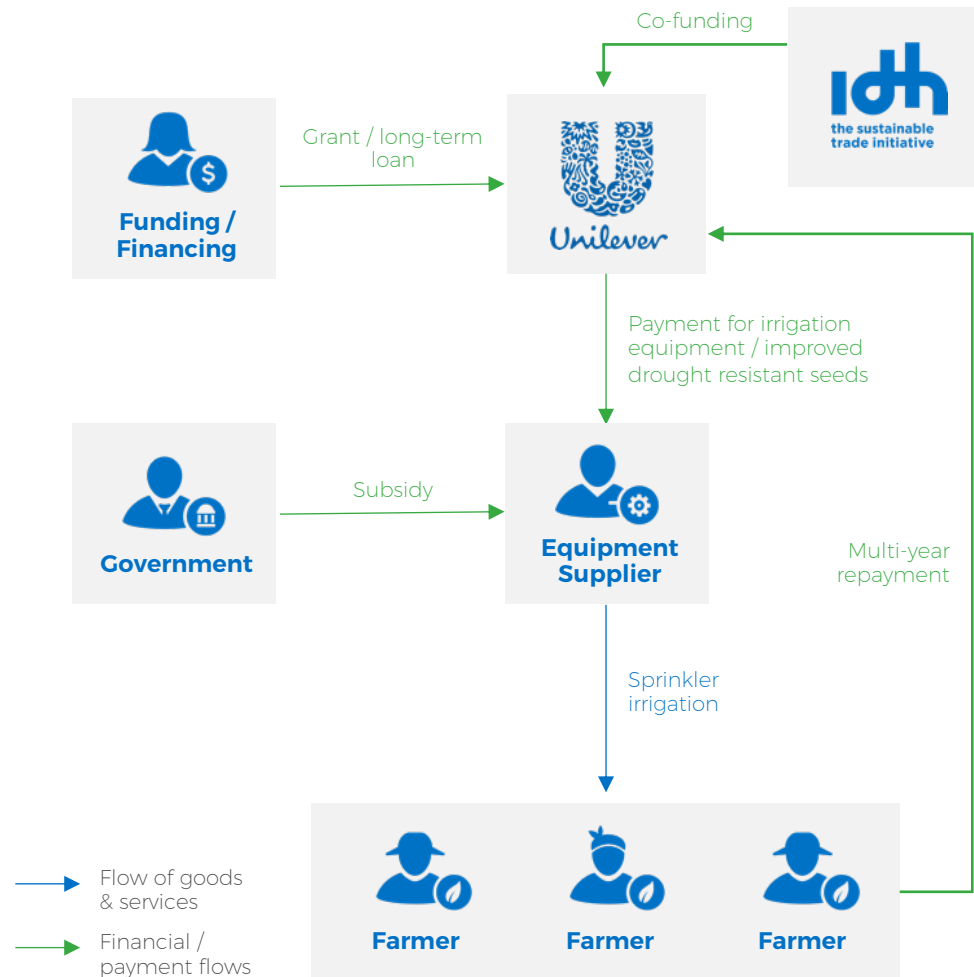 Co-funding
idh
the sustainable
trade initiative
Grant / long-term
loan
$
Funding /
Financing
Unilever
Payment for irrigation
equipment / improved
drought resistant seeds
Government
Subsidy
Equipment
Supplier
Multi-year
repayment
Sprinkler
irrigation
Farmer
Farmer
Farmer
Flow of goods
& services
Financial /
payment flows